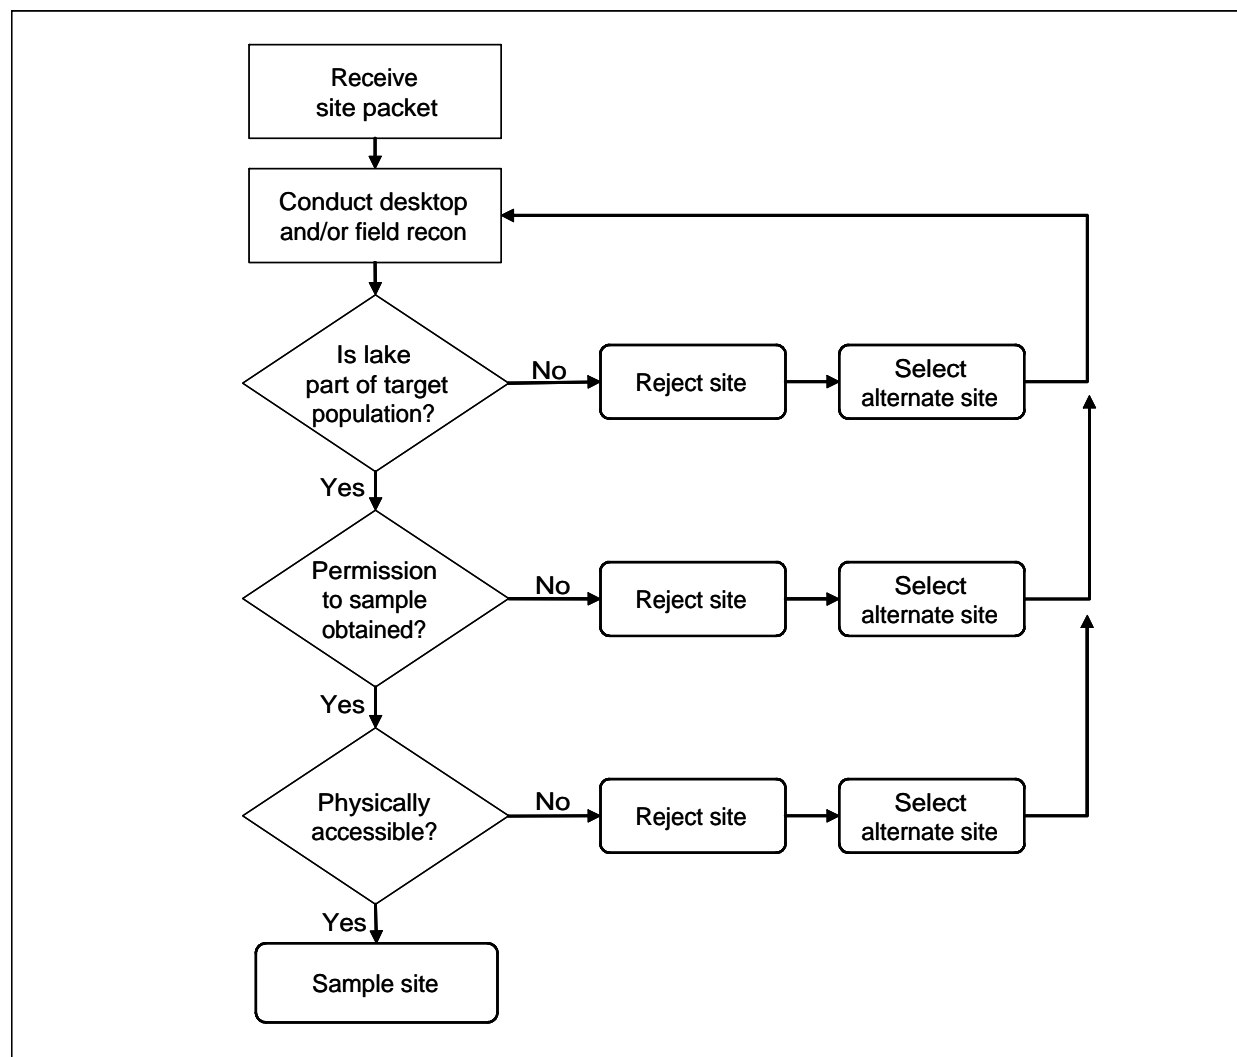 Receive
site packet
Conduct desktop
and/or field recon
Is lake
part of target
population?
No
Reject site
Select
alternate site
Yes
Permission
to sample
obtained?
No
Reject site
Select
alternate site
Yes
Physically
accessible?
No
Reject site
Select
alternate site
Yes
Sample site